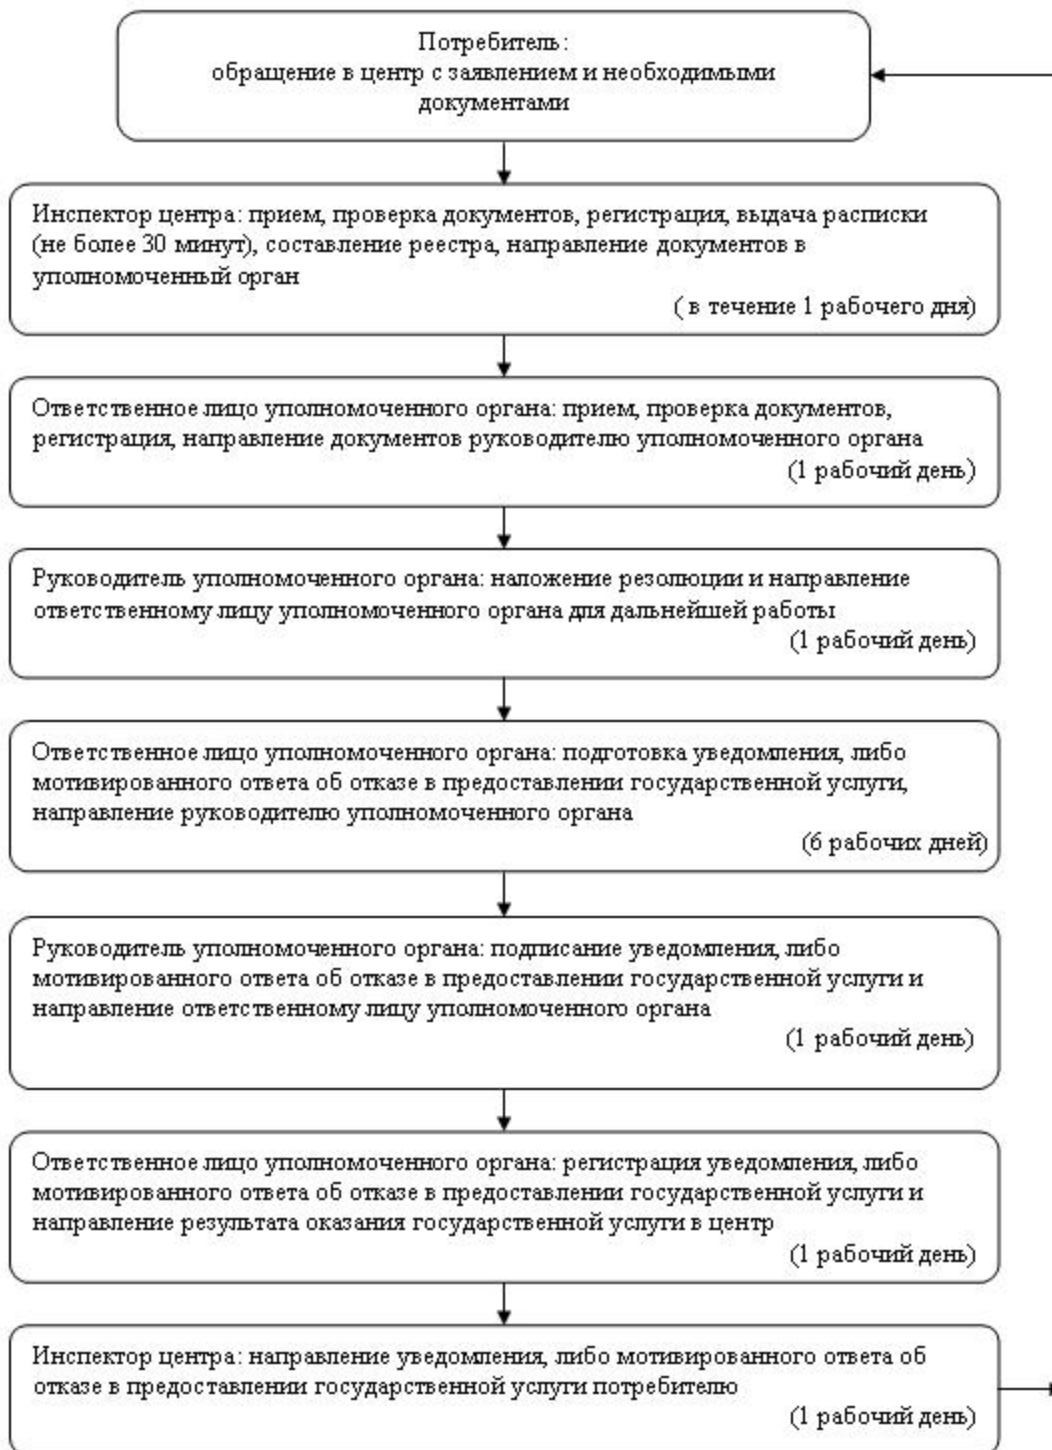 Потребитель:
обращение в центр с заявлением и необходимыми
документами
Инспектор центра: прием, проверка документов, регистрация, выдача расписки
(не более 30 минут), составление реестра, направление документов в
уполномоченный орган
( в течение 1 рабочего дня)
Ответственное лицо уполномоченного органа: прием, проверка документов,
регистрация, направление документов руководителю уполномоченного органа
(1 рабочий день)
Руководитель уполномоченного органа: наложение резолюции и направление
ответственному лицу уполномоченного органа для дальнейшей работы
(1 рабочий день)
Ответственное лицо уполномоченного органа: подготовка уведомления, либо
мотивированного ответа об отказе в предоставлении государственной услуги,
направление руководителю уполномоченного органа
(6 рабочих дней)
Руководитель уполномоченного органа: подписание уведомления, либо
мотивированного ответа об отказе в предоставлении государственной услуги и
направление ответственному лицу уполномоченного органа
(1 рабочий день)
Ответственное лицо уполномоченного органа: регистрация уведомления, либо
мотивированного ответа об отказе в предоставлении государственной услуги и
направление результата оказания государственной услуги в центр
(1 рабочий день)
Инспектор центра: направление уведомления, либо мотивированного ответа об
отказе в предоставлении государственной услуги потребителю
(1 рабочий день)